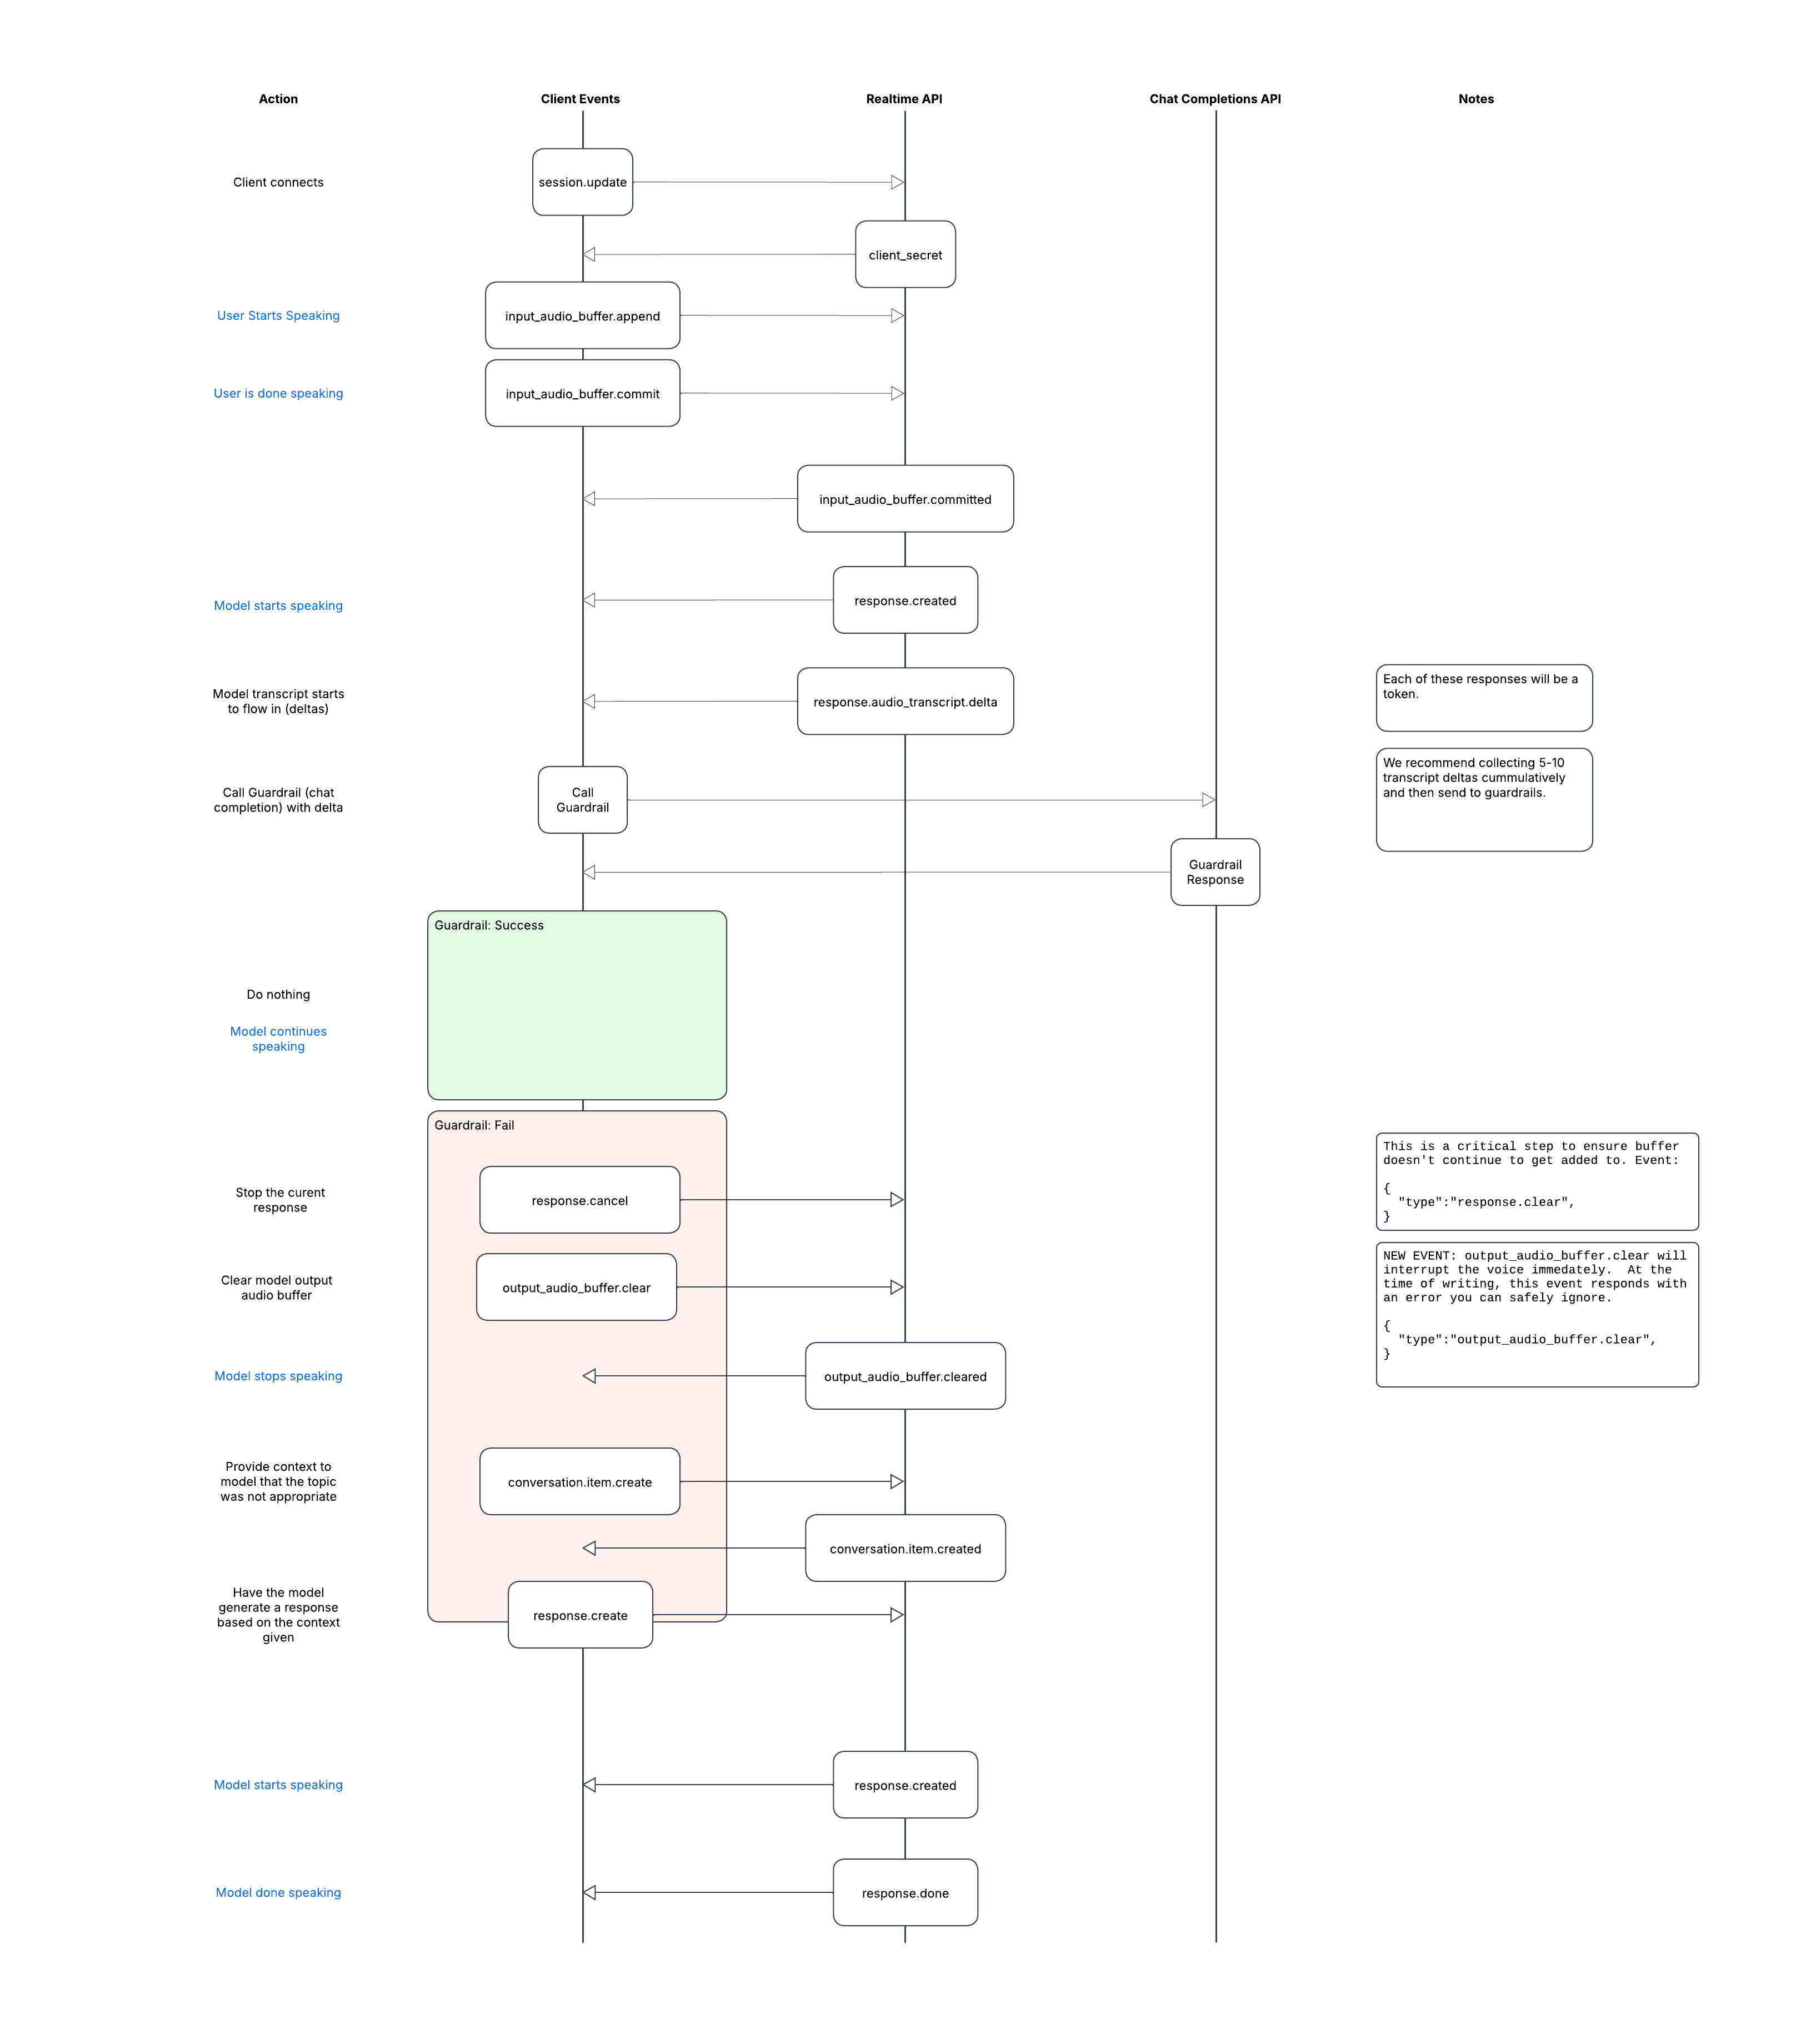 Action
Client Events
Realtime API
Chat Completions API
Notes
Client connects
session.update
client_secret
User Starts Speaking
input_audio_buffer.append
User is done speaking
input_audio_buffer.commit
input_audio_buffer.committed
Model starts speaking
response.created
Model transcript starts
to flow in (deltas)
response.audio_transcript.delta
Each of these responses will be a
token.
Call Guardrail (chat
completion) with delta
Call
Guardrail
We recommend collecting 5-10
transcript deltas cummulatively
and then send to guardrails.
Guardrail
Response
Guardrail: Success
Do nothing
Model continues
speaking
Guardrail: Fail
Stop the curent
response
response.cancel
This is a critical step to ensure buffer
doesn't continue to get added to. Event:
{
"type":"response.clear",
}
Clear model output
audio buffer
output_audio_buffer.clear
NEW EVENT: output_audio_buffer.clear will
interrupt the voice immedately. At the
time of writing, this event responds with
an error you can safely ignore.
{
"type":"output_audio_buffer.clear",
}
Model stops speaking
output_audio_buffer.cleared
Provide context to
model that the topic
was not appropriate
conversation.item.create
conversation.item.created
Have the model
generate a response
based on the context
given
response.create
Model starts speaking
response.created
Model done speaking
response.done